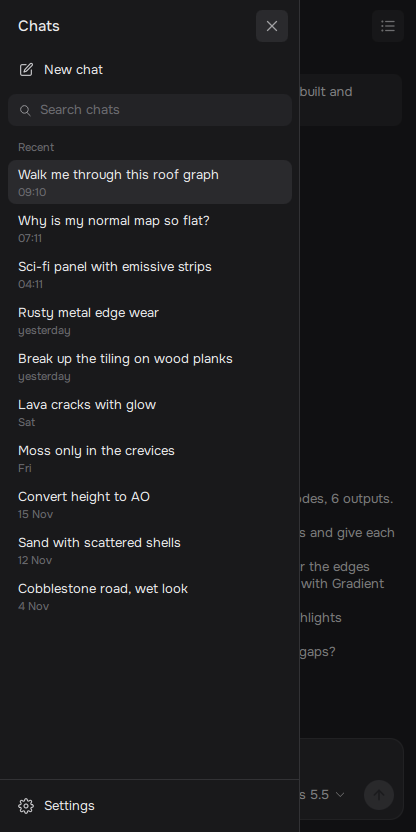 Chats
New chat
Search chats
Recent
Walk me through this roof graph
09:10
Why is my normal map so flat?
07:11
Sci-fi panel with emissive strips
04:11
Rusty metal edge wear
yesterday
Break up the tiling on wood planks
yesterday
Lava cracks with glow
Sat
Moss only in the crevices
Fri
Convert height to AO
15 Nov
Sand with scattered shells
12 Nov
Cobblestone road, wet look
4 Nov
Settings
built and
6 outputs.
and give each
the edges
with Gradient
gaps?
5.5